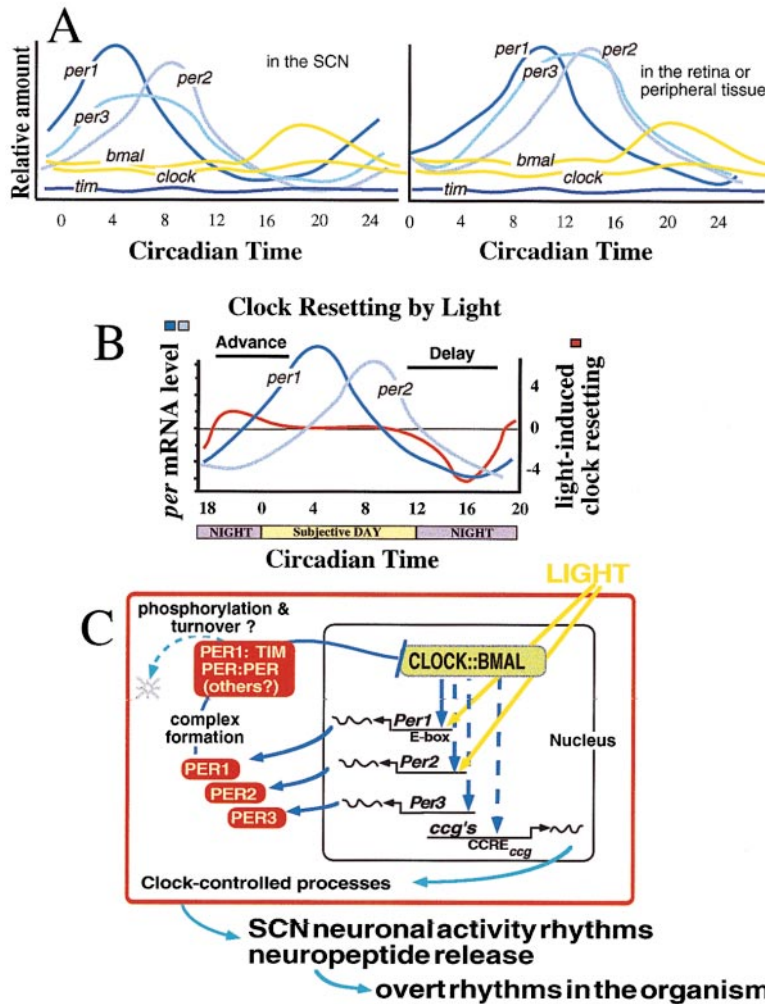 A
Relative amount
per1
per2
per3
in the SCN
bmal
clock
tim
0 4 8 12 16 20 24
Circadian Time
per1
per2
per3
in the retina or
peripheral tissue
bmal
clock
tim
0 4 8 12 16 20 24
Circadian Time
Clock Resetting by Light
B
Advance
Delay
per1
per2
per mRNA level
4
0
-4
light-induced
clock resetting
18 0 4 8 12 16 20
NIGHT Subjective DAY NIGHT
Circadian Time
LIGHT
C
phosphorylation &
turnover ?
PER1: TIM
PER:PER
(others?)
CLOCK::BMAL
complex
formation
Per1
E-box
Nucleus
PER1
Per2
PER2
Per3
PER3
ccg's
CCREccg
Clock-controlled processes
SCN neuronal activity rhythms
neuropeptide release
overt rhythms in the organism